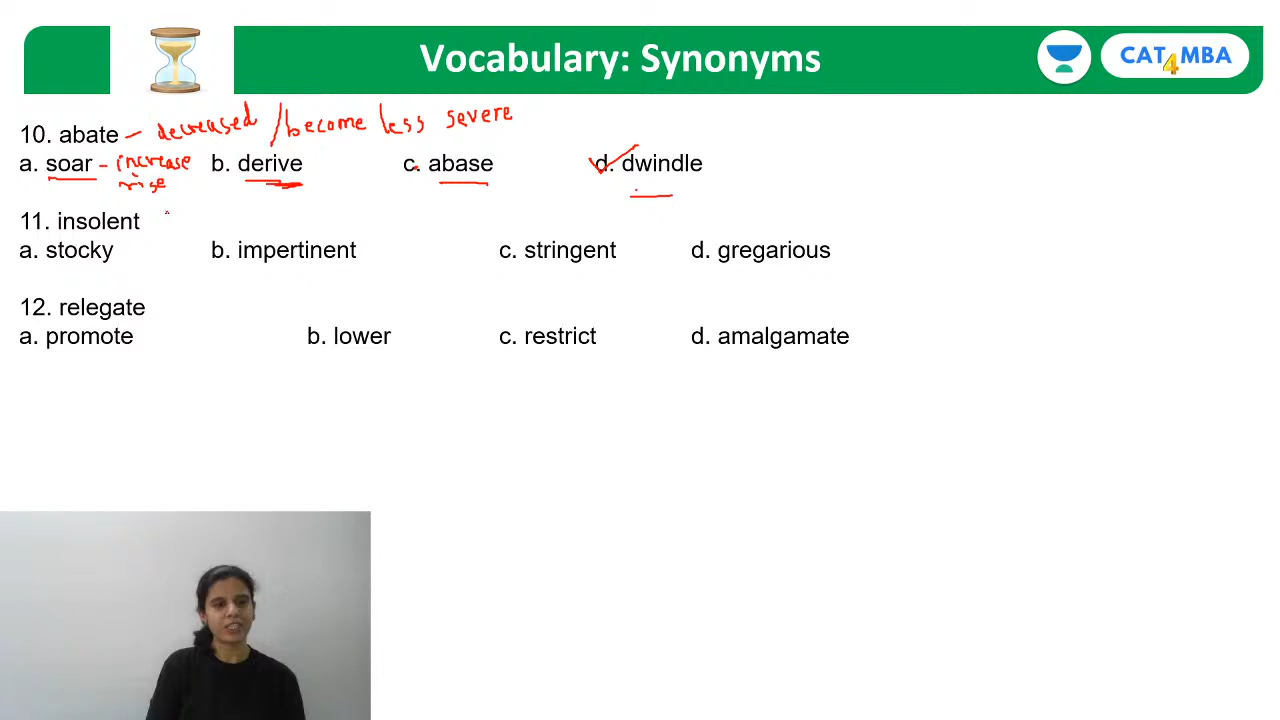 Vocabulary: Synonyms
CAT4MBA
10. abate – decreased / become less severe
a. soar – increase b. derive c. abase d. dwindle
rise
11. insolent
a. stocky b. impertinent c. stringent d. gregarious
12. relegate
a. promote b. lower c. restrict d. amalgamate